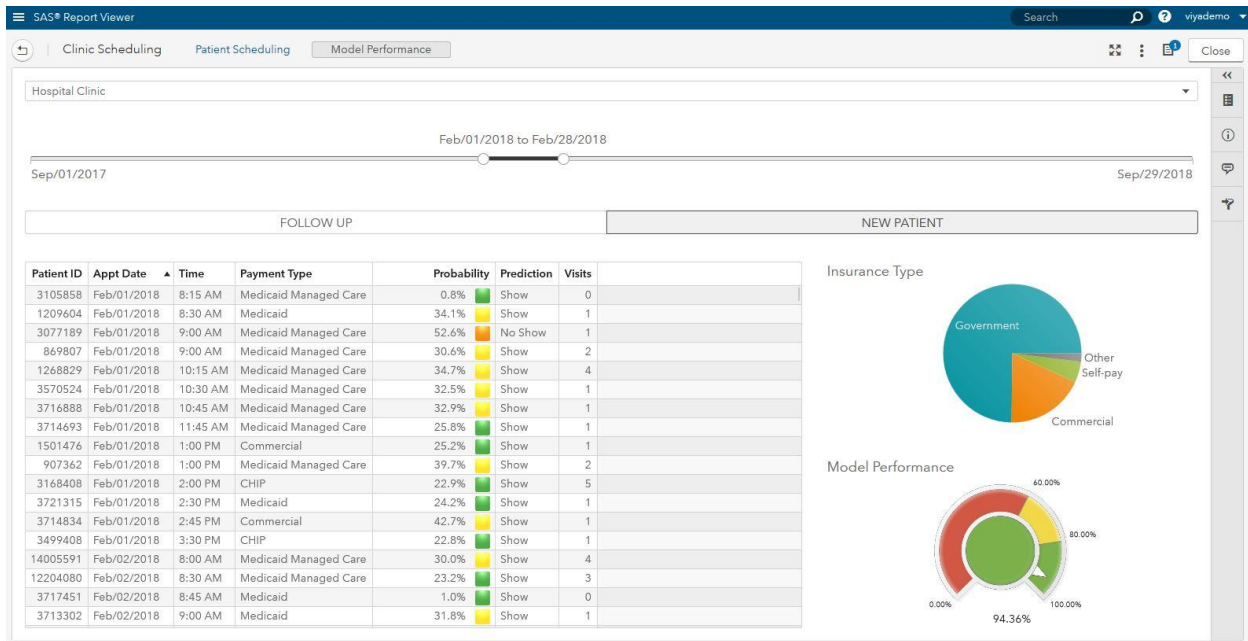 SAS® Report Viewer Search viyademo
Clinic Scheduling Patient Scheduling Model Performance 1 Close
Hospital Clinic
Feb/01/2018 to Feb/28/2018
Sep/01/2017 Sep/29/2018
FOLLOW UP NEW PATIENT
Patient ID Appt Date Time Payment Type Probability Prediction Visits
3105858 Feb/01/2018 8:15 AM Medicaid Managed Care 0.8% Show 0
1209604 Feb/01/2018 8:30 AM Medicaid 34.1% Show 1
3077189 Feb/01/2018 9:00 AM Medicaid Managed Care 52.6% No Show 1
869807 Feb/01/2018 9:00 AM Medicaid Managed Care 30.6% Show 2
1268829 Feb/01/2018 10:15 AM Medicaid Managed Care 34.7% Show 4
3570524 Feb/01/2018 10:30 AM Medicaid Managed Care 32.5% Show 1
3716888 Feb/01/2018 10:45 AM Medicaid Managed Care 32.9% Show 1
3714693 Feb/01/2018 11:45 AM Medicaid Managed Care 25.8% Show 1
1501476 Feb/01/2018 1:00 PM Commercial 25.2% Show 1
907362 Feb/01/2018 1:00 PM Medicaid Managed Care 39.7% Show 2
3168408 Feb/01/2018 2:00 PM CHIP 22.9% Show 5
3721315 Feb/01/2018 2:30 PM Medicaid 24.2% Show 1
3714834 Feb/01/2018 2:45 PM Commercial 42.7% Show 1
3499408 Feb/01/2018 3:30 PM CHIP 22.8% Show 1
14005591 Feb/02/2018 8:00 AM Medicaid Managed Care 30.0% Show 4
12204080 Feb/02/2018 8:30 AM Medicaid Managed Care 23.2% Show 3
3717451 Feb/02/2018 8:45 AM Medicaid 1.0% Show 0
3713302 Feb/02/2018 9:00 AM Medicaid 31.8% Show 1
Insurance Type
Government
Other
Self-pay
Commercial
Model Performance
60.00%
80.00%
0.00% 100.00%
94.36%